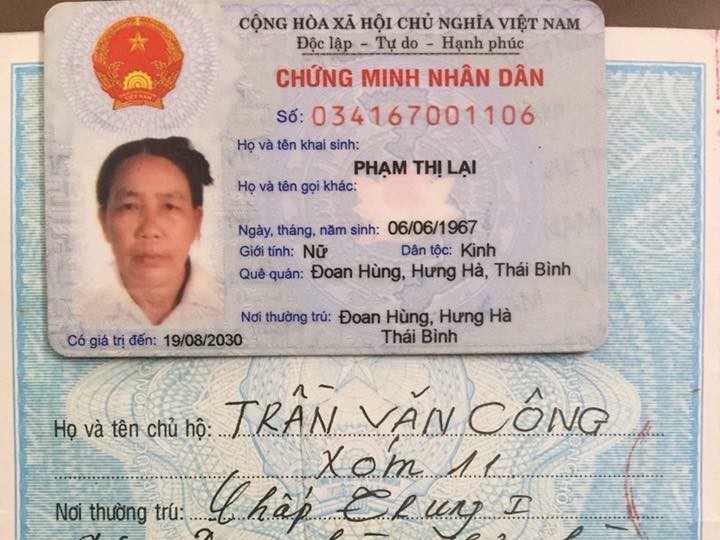 CỘNG HÒA XÃ HỘI CHỦ NGHĨA VIỆT NAM
Độc lập - Tự do - Hạnh phúc
CHỨNG MINH NHÂN DÂN
Số: 034167001106
Họ và tên khai sinh:
PHẠM THỊ LẠI
Họ và tên gọi khác:
Ngày, tháng, năm sinh: 06/06/1967
Giới tính: Nữ Dân tộc: Kinh
Quê quán: Đoan Hùng, Hưng Hà, Thái Bình
Nơi thường trú: Đoan Hùng, Hưng Hà
Thái Bình
Có giá trị đến: 19/08/2030
Họ và tên chủ hộ: TRẦN VĂN CÔNG
Xóm 11
Nơi thường trú: Chấp Trung I